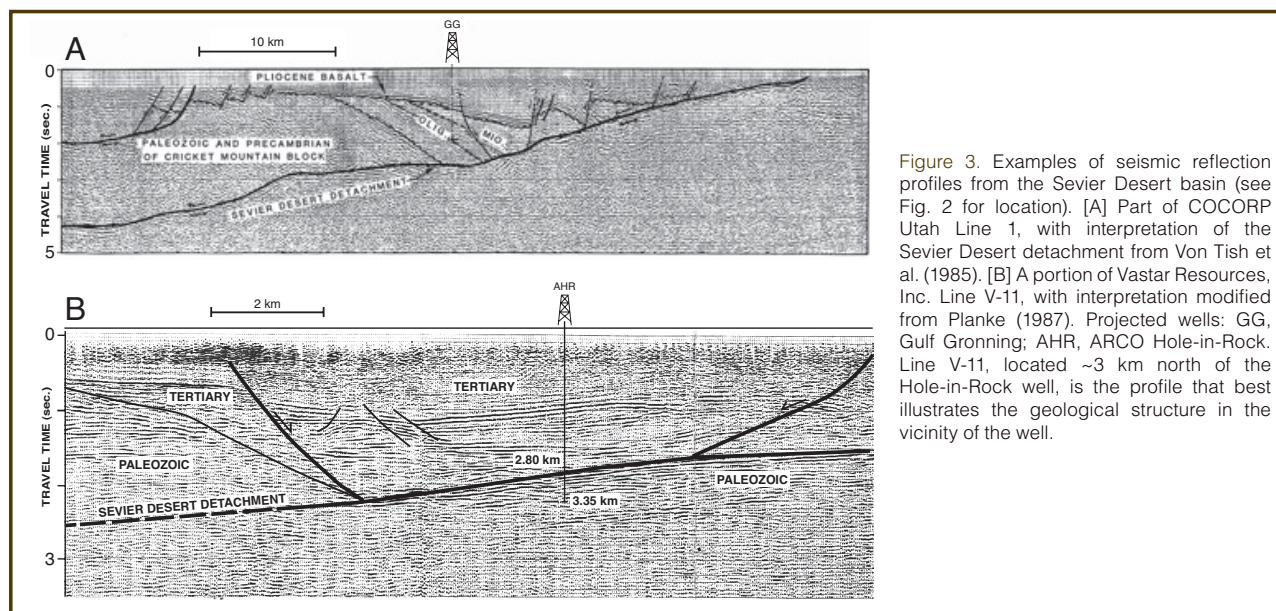 GG
A
10 km
0
PLIOCENE BASALT
OLIG.
MIO.
PALEOZOIC AND PRECAMBRIAN
OF CRICKET MOUNTAIN BLOCK
SEVIER DESERT DETACHMENT
TRAVEL TIME (sec.)
5
B
2 km
AHR
0
TERTIARY
TERTIARY
PALEOZOIC
2.80 km
PALEOZOIC
3.35 km
SEVIER DESERT DETACHMENT
TRAVEL TIME (sec.)
3
Figure 3. Examples of seismic reflection
profiles from the Sevier Desert basin (see
Fig. 2 for location). [A] Part of COCORP
Utah Line 1, with interpretation of the
Sevier Desert detachment from Von Tish et
al. (1985). [B] A portion of Vastar Resources,
Inc. Line V-11, with interpretation modified
from Planke (1987). Projected wells: GG,
Gulf Gronning; AHR, ARCO Hole-in-Rock.
Line V-11, located ~3 km north of the
Hole-in-Rock well, is the profile that best
illustrates the geological structure in the
vicinity of the well.